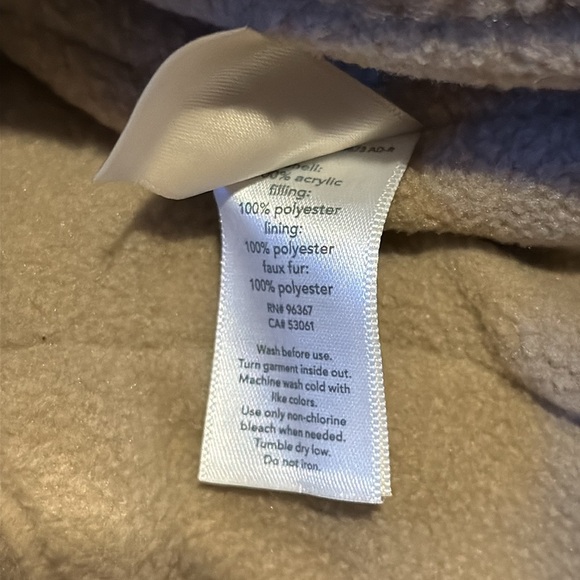 acrylic
filling:
100% polyester
lining:
100% polyester
faux fur:
100% polyester
RN# 96367
CA# 53061
Wash before use.
Turn garment inside out.
Machine wash cold with
like colors.
Use only non-chlorine
bleach when needed.
Tumble dry low.
Do not iron.